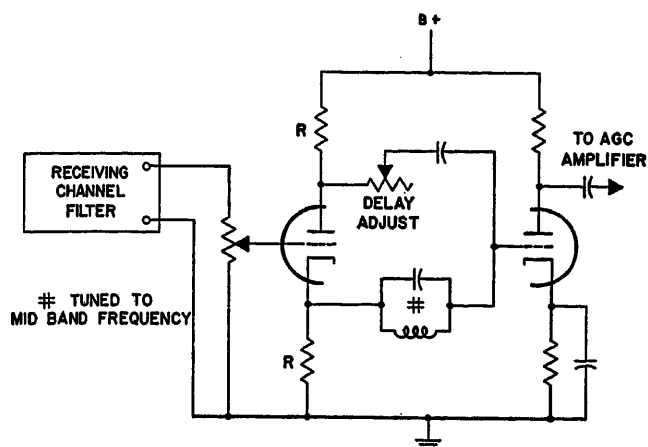 B+
R
TO AGC
AMPLIFIER
RECEIVING
CHANNEL
FILTER
DELAY
ADJUST
#
# TUNED TO
MID BAND FREQUENCY
R